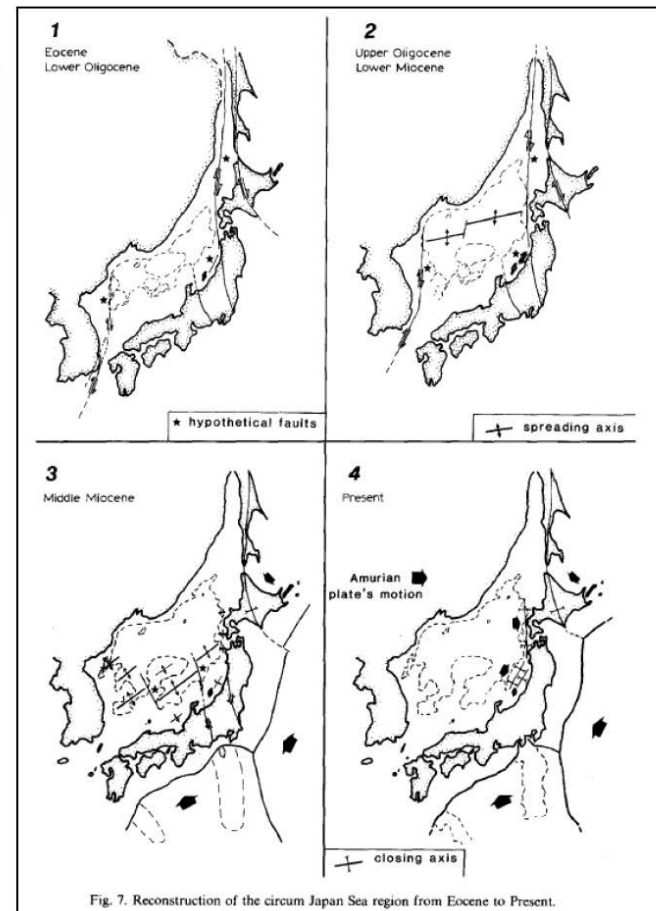 1
Eocene
Lower Oligocene
★ hypothetical faults
2
Upper Oligocene
Lower Miocene
spreading axis
3
Middle Miocene
4
Present
Amurian
plate's motion
closing axis
Fig. 7. Reconstruction of the circum Japan Sea region from Eocene to Present.